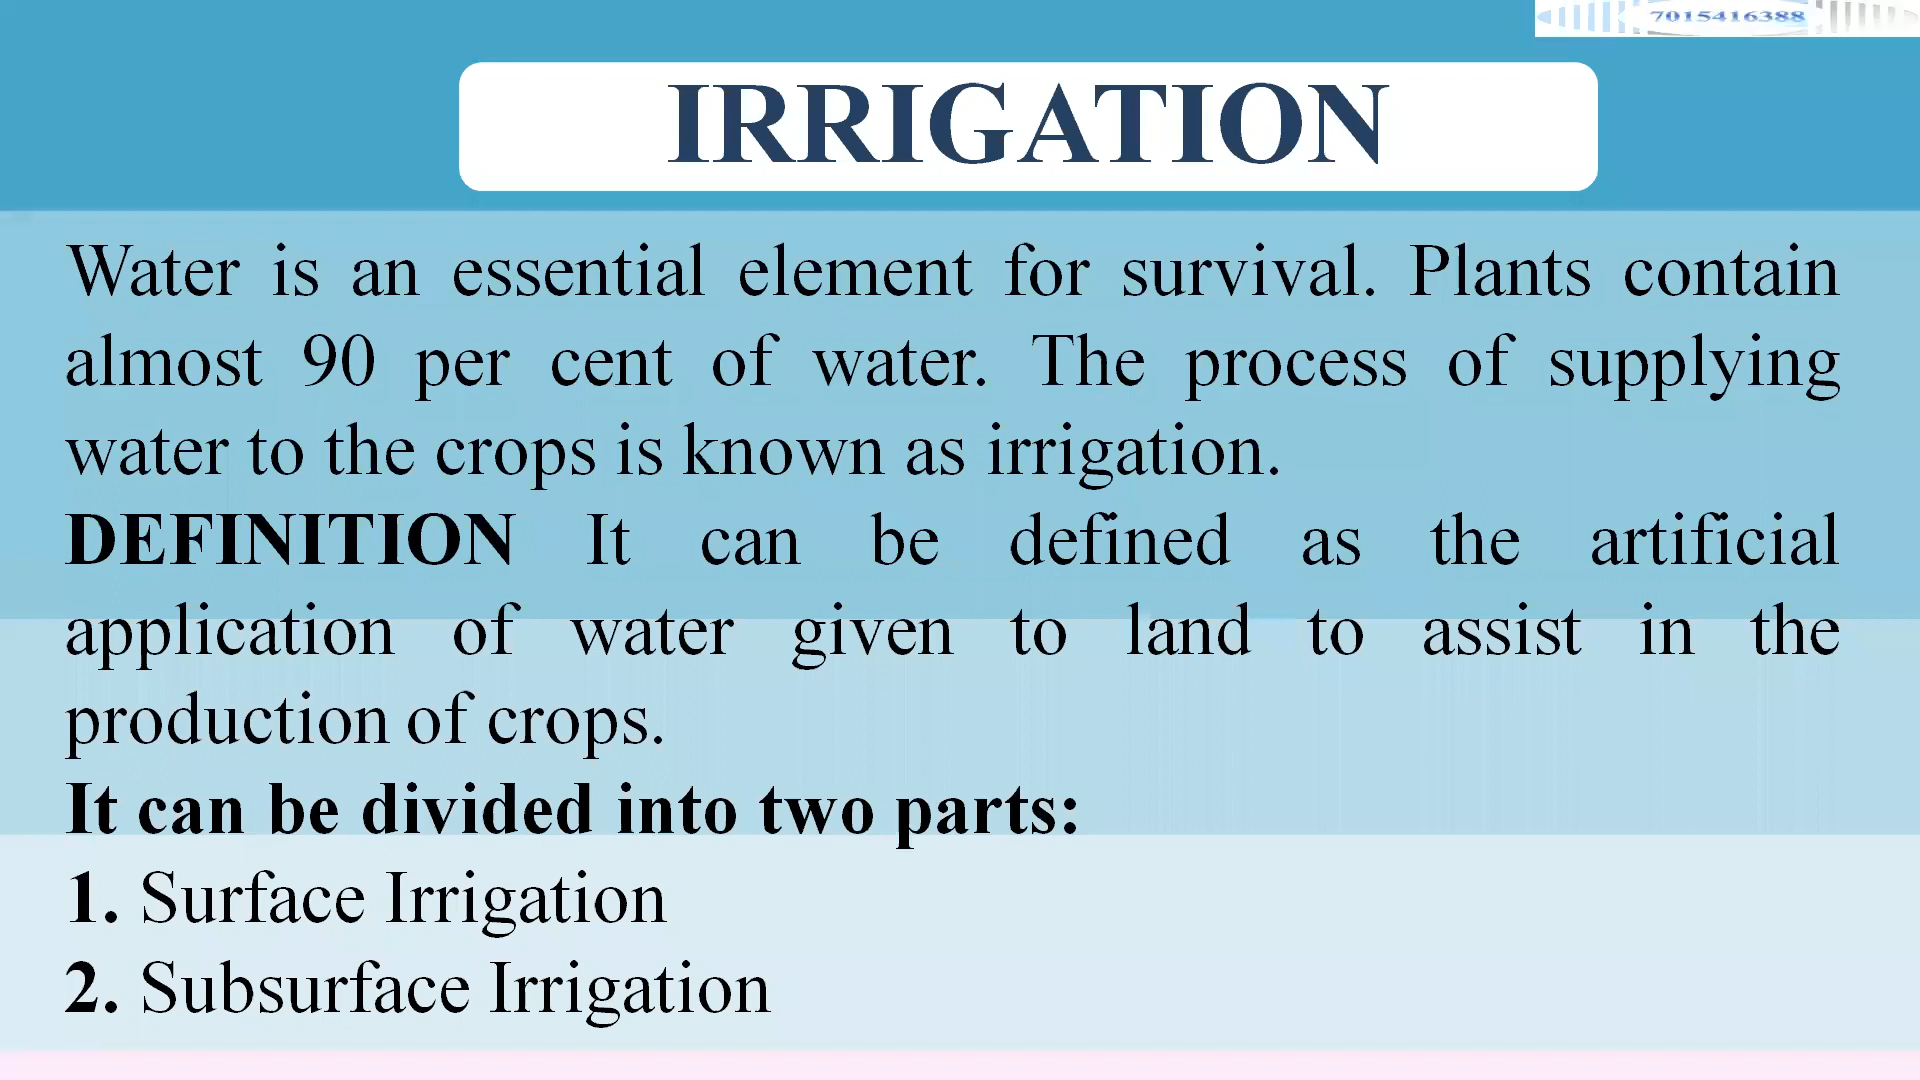 7015416388
IRRIGATION
Water is an essential element for survival. Plants contain
almost 90 per cent of water. The process of supplying
water to the crops is known as irrigation.
DEFINITION It can be defined as the artificial
application of water given to land to assist in the
production of crops.
It can be divided into two parts:
1. Surface Irrigation
2. Subsurface Irrigation